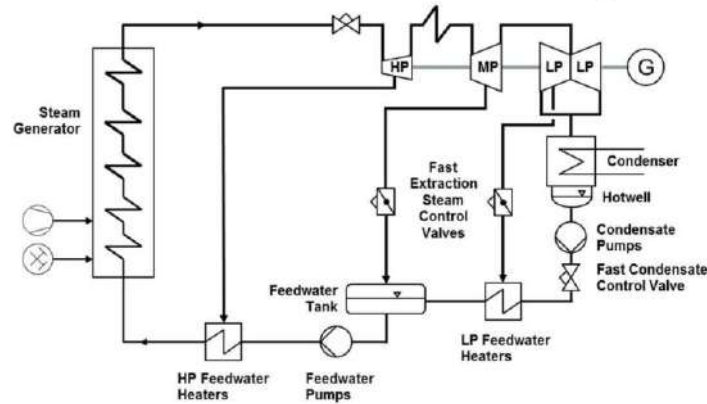 HP
MP
LP
LP
G
Steam
Generator
Fast
Extraction
Steam
Control
Valves
Condenser
Hotwell
Condensate
Pumps
Fast Condensate
Control Valve
Feedwater
Tank
LP Feedwater
Heaters
HP Feedwater
Heaters
Feedwater
Pumps